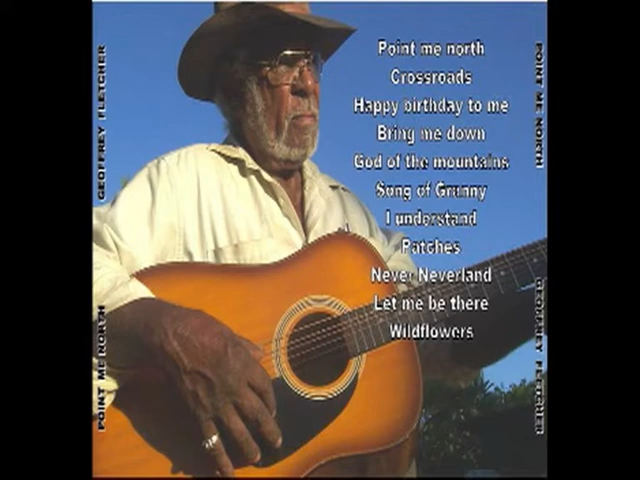 GEOFFREY FLETCHER
POINT ME NORTH
Point me north
Crossroads
Happy birthday to me
Bring me down
God of the mountains
Song of Granny
I understand
Patches
Never Neverland
Let me be there
Wildflowers
POINT ME NORTH
GEOFFREY FLETCHER